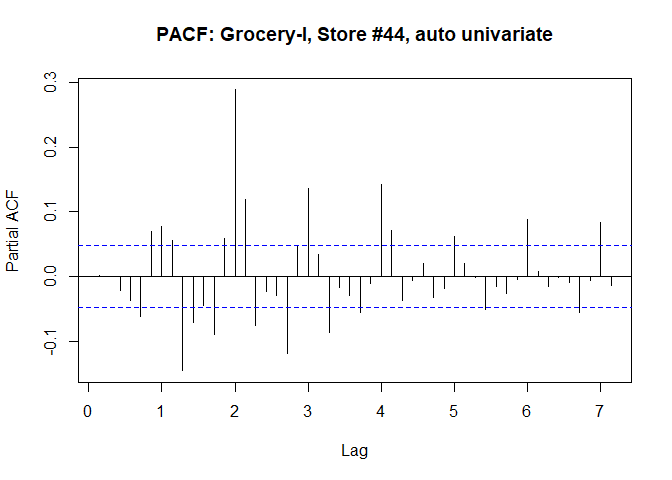 PACF: Grocery-I, Store #44, auto univariate
Partial ACF
0.3
0.2
0.1
0.0
-0.1
0 1 2 3 4 5 6 7
Lag